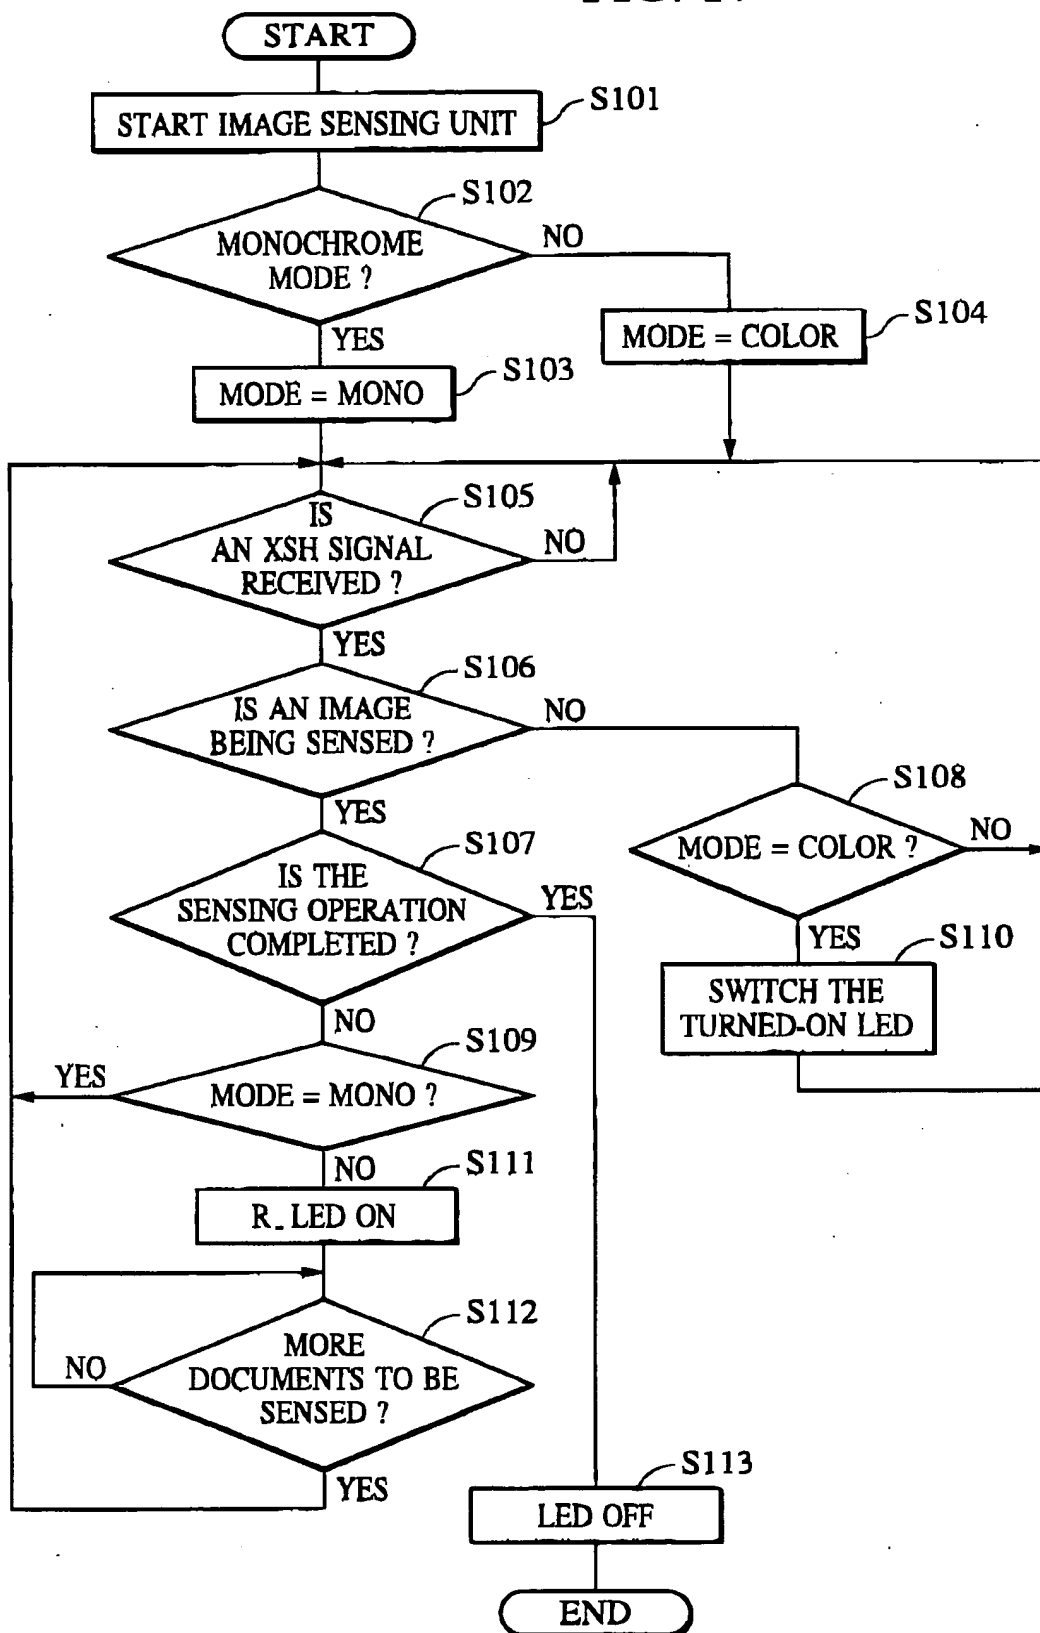 START
START IMAGE SENSING UNIT
S101
S102
MONOCHROME
MODE ?
NO
YES
MODE = COLOR
S104
MODE = MONO
S103
S105
IS
AN XSH SIGNAL
RECEIVED ?
NO
YES
S106
IS AN IMAGE
BEING SENSED ?
NO
YES
S108
MODE = COLOR ?
NO
YES
S107
IS THE
SENSING OPERATION
COMPLETED ?
YES
NO
S110
SWITCH THE
TURNED-ON LED
S109
MODE = MONO ?
YES
NO
S111
R_LED ON
S112
MORE
DOCUMENTS TO BE
SENSED ?
NO
YES
S113
LED OFF
END